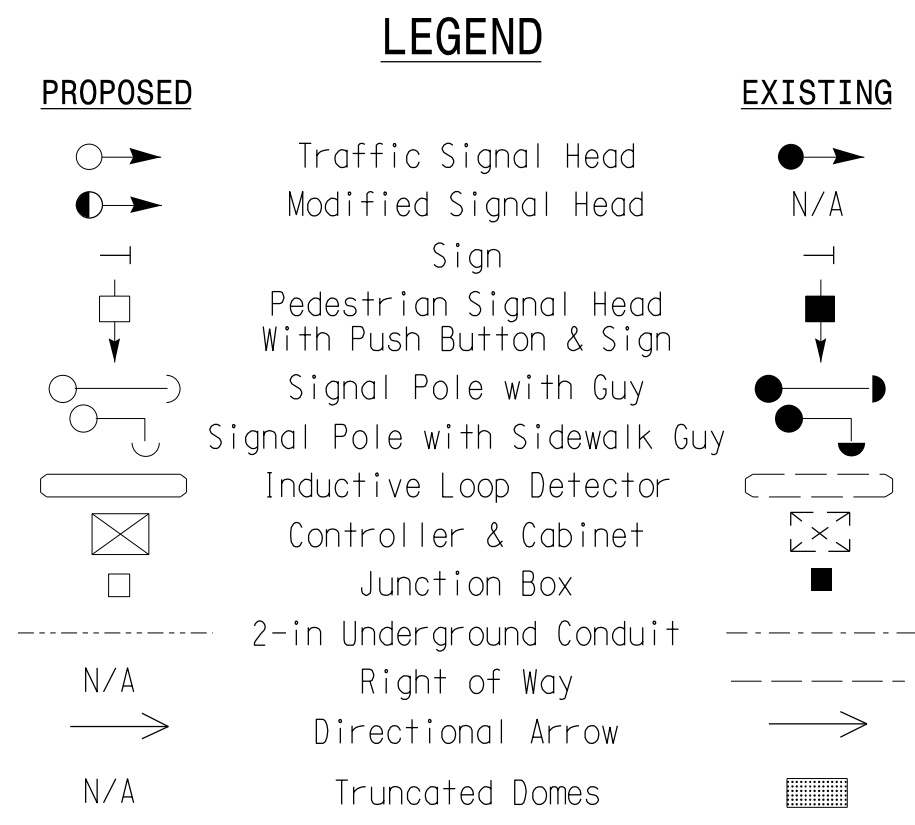 LEGEND
PROPOSED EXISTING
Traffic Signal Head
Modified Signal Head N/A
Sign
Pedestrian Signal Head
With Push Button & Sign
Signal Pole with Guy
Signal Pole with Sidewalk Guy
Inductive Loop Detector
Controller & Cabinet
Junction Box
2-in Underground Conduit
N/A Right of Way
Directional Arrow
N/A Truncated Domes